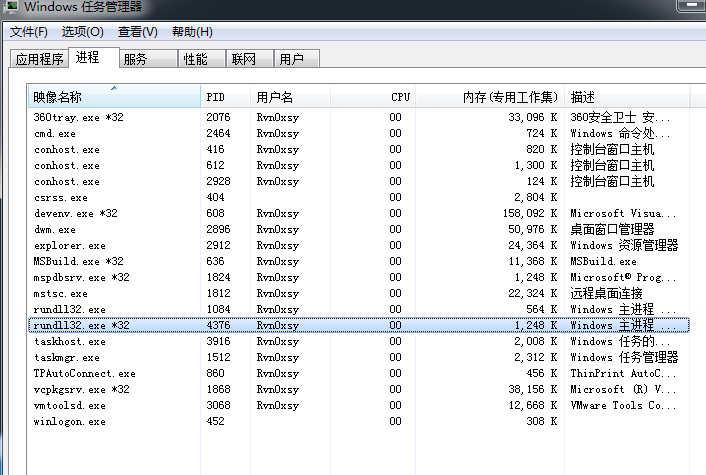 Windows 任务管理器
文件(F) 选项(O) 查看(V) 帮助(H)
应用程序 进程 服务 性能 联网 用户
映像名称 PID 用户名 CPU 内存(专用工作集) 描述
360tray.exe *32 2076 Rvn0xsy 00 33,096 K 360安全卫士 安...
cmd.exe 2464 Rvn0xsy 00 724 K Windows 命令处...
conhost.exe 416 Rvn0xsy 00 820 K 控制台窗口主机
conhost.exe 612 Rvn0xsy 00 1,300 K 控制台窗口主机
conhost.exe 2928 Rvn0xsy 00 124 K 控制台窗口主机
csrss.exe 404 00 2,804 K
devenv.exe *32 608 Rvn0xsy 00 158,092 K Microsoft Visua...
dwm.exe 2896 Rvn0xsy 00 50,976 K 桌面窗口管理器
explorer.exe 2912 Rvn0xsy 00 24,364 K Windows 资源管理器
MSBuild.exe *32 636 Rvn0xsy 00 11,368 K MSBuild.exe
mspdbsrv.exe *32 1824 Rvn0xsy 00 1,248 K Microsoft® Prog...
mstsc.exe 1812 Rvn0xsy 00 22,324 K 远程桌面连接
rundll32.exe 1084 Rvn0xsy 00 564 K Windows 主进程 ...
rundll32.exe *32 4376 Rvn0xsy 00 1,248 K Windows 主进程 ...
taskhost.exe 3916 Rvn0xsy 00 2,008 K Windows 任务的...
taskmgr.exe 1512 Rvn0xsy 00 2,312 K Windows 任务管理器
TPAutoConnect.exe 860 Rvn0xsy 00 456 K ThinPrint AutoC...
vcpkgsrv.exe *32 1868 Rvn0xsy 00 38,156 K Microsoft (R) V...
vmtoolsd.exe 3068 Rvn0xsy 00 12,668 K VMware Tools Co...
winlogon.exe 452 00 308 K